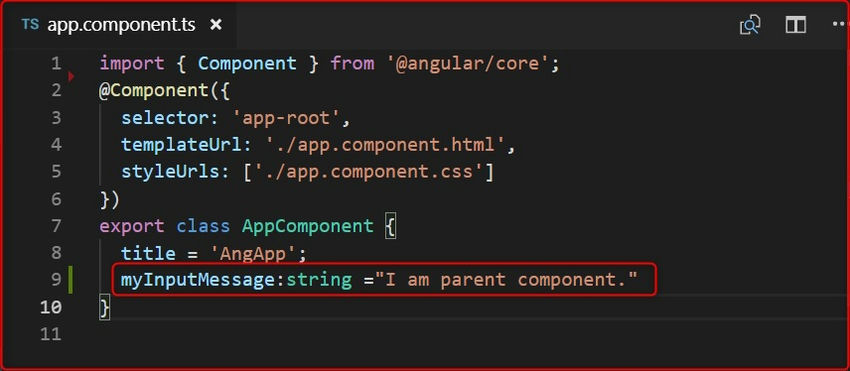 TS app.component.ts ×
1 import { Component } from '@angular/core';
2 @Component({
3   selector: 'app-root',
4   templateUrl: './app.component.html',
5   styleUrls: ['./app.component.css']
6 })
7 export class AppComponent {
8   title = 'AngApp';
9   myInputMessage:string ="I am parent component."
10 }
11